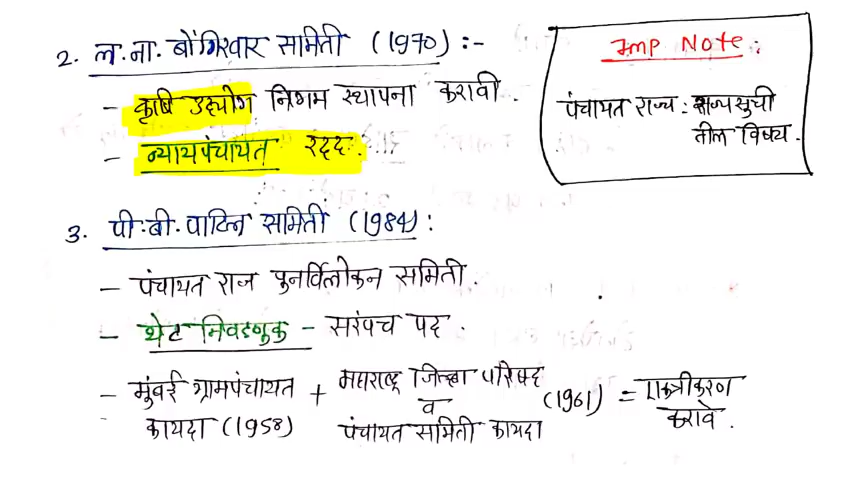 2. ल. ना. बोंगिरवार समिती (1970) :-
- कृषि उद्योग निगम स्थापना करावी.
- न्यायपंचायत रद्द.
Imp Note:
पंचायत राज्य: राज्यसुची
तील विषय.
3. पी. बी. पाटिल समिती (1984) :
- पंचायत राज पुनर्विलोकन समिती.
- थेट निवडणुक - सरपंच पद.
- मुंबई ग्रामपंचायत कायदा (1958) + महाराष्ट्र जिल्हा परिषद व पंचायत समिती कायदा (1961) = एकत्रीकरण करावे.